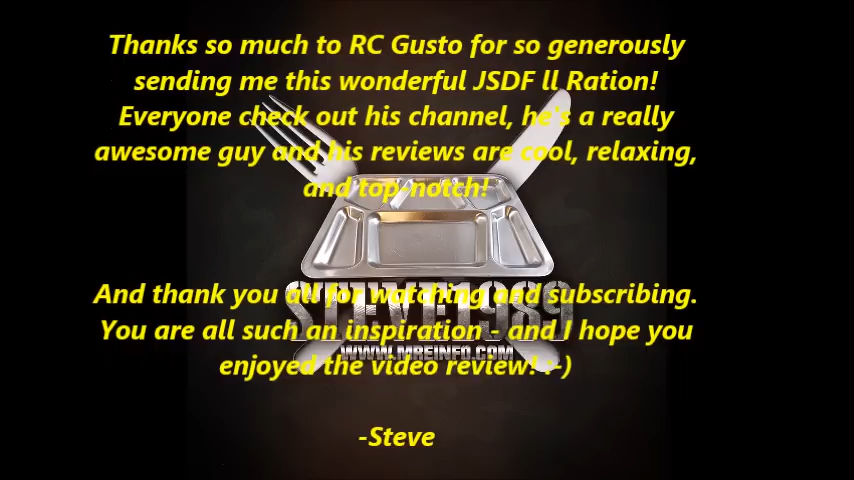 Thanks so much to RC Gusto for so generously
sending me this wonderful JSDF ll Ration!
Everyone check out his channel, he's a really
awesome guy and his reviews are cool, relaxing,
and top-notch!
And thank you all for watching and subscribing.
STEVE1989
You are all such an inspiration - and I hope you
WWW.MREINFO.COM
enjoyed the video review! :-)
-Steve